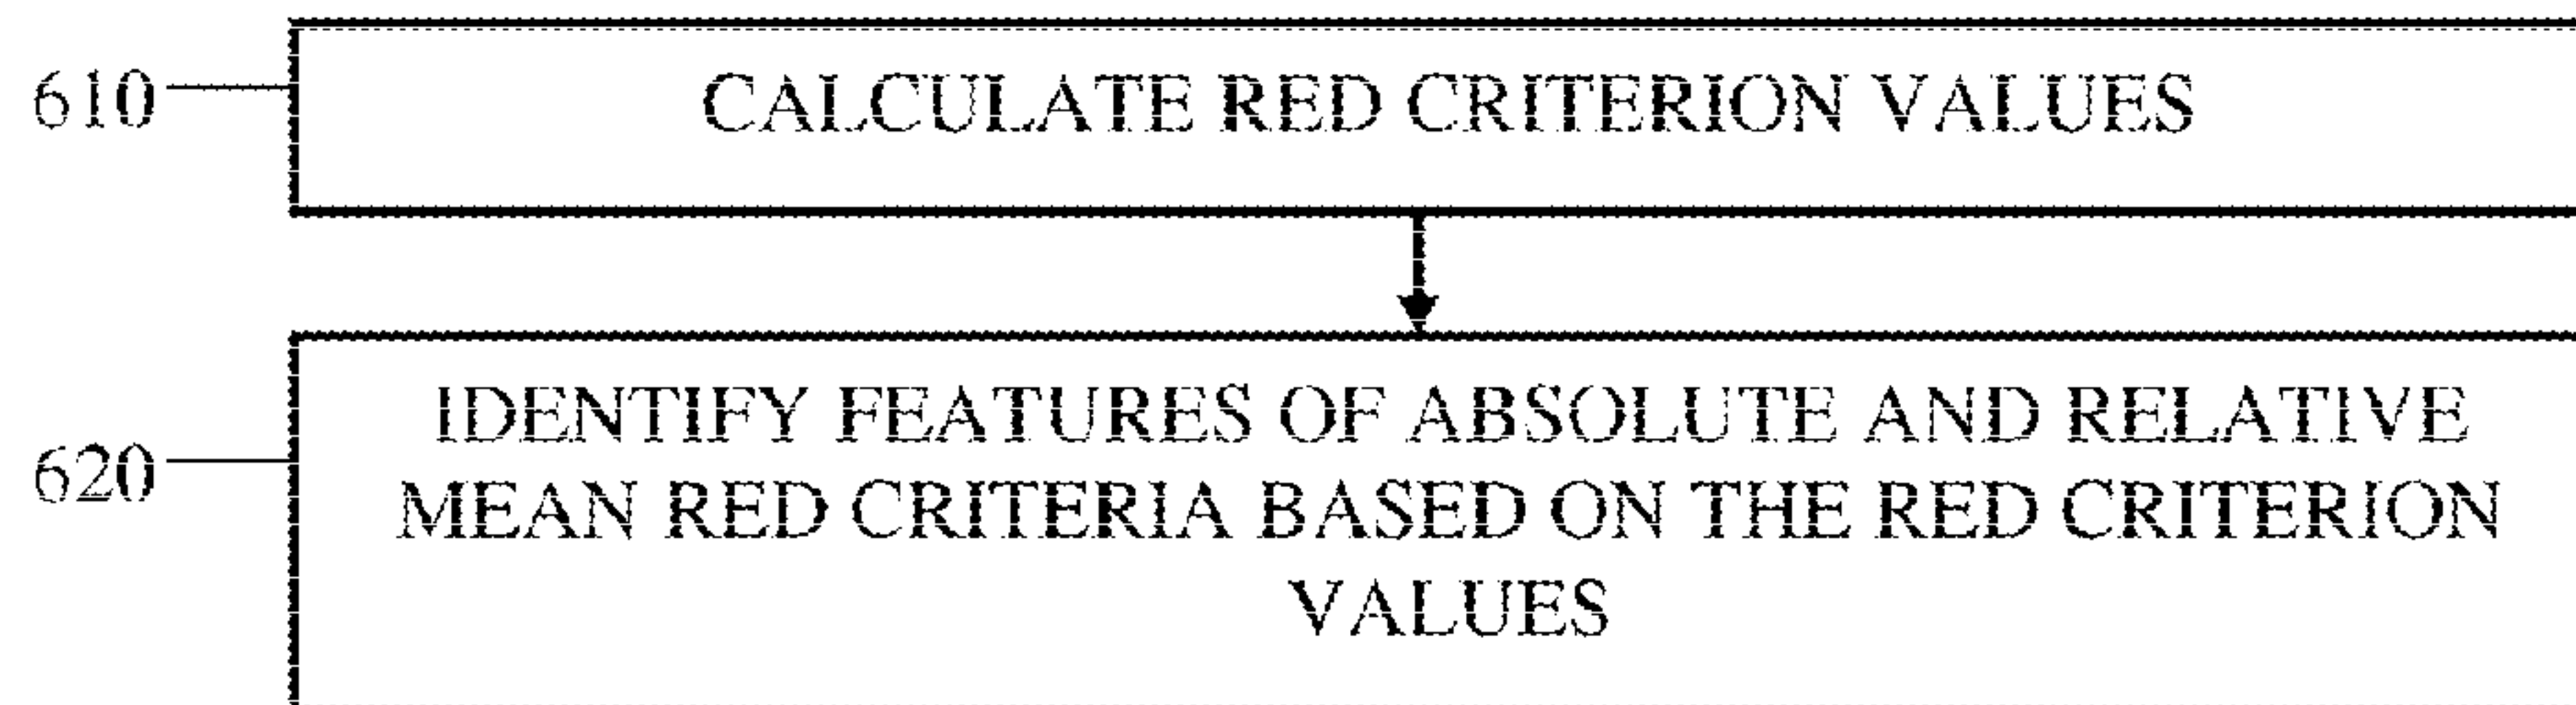 610 CALCULATE RED CRITERION VALUES
IDENTIFY FEATURES OF ABSOLUTE AND RELATIVE
620
MEAN RED CRITERIA BASED ON THE RED CRITERION
VALUES